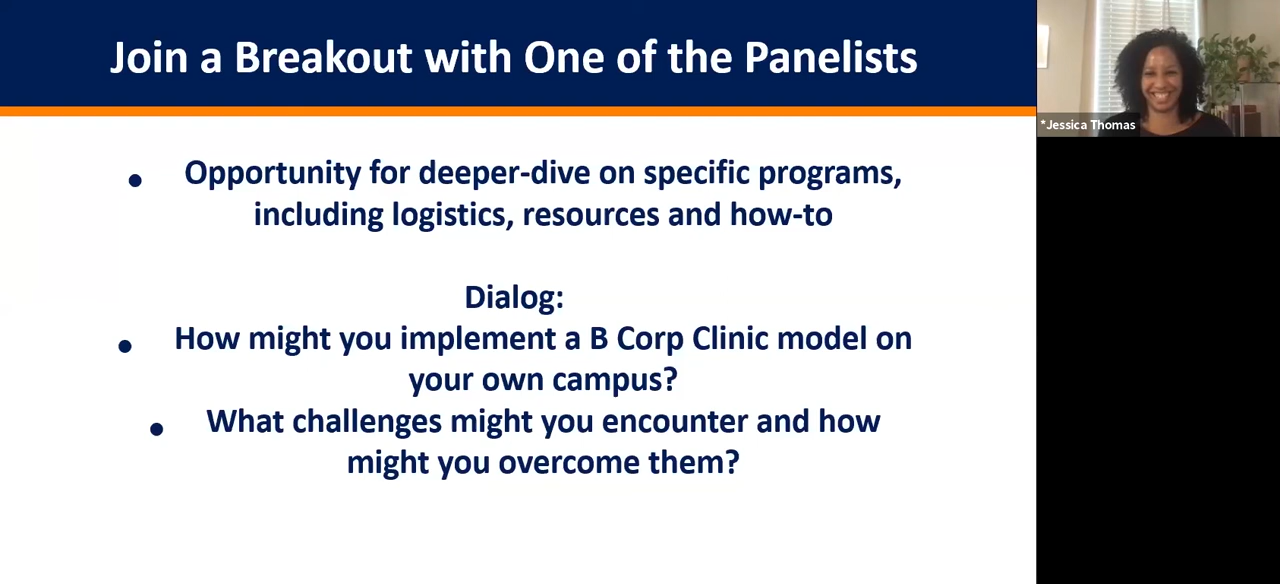 Join a Breakout with One of the Panelists
*Jessica Thomas
• Opportunity for deeper-dive on specific programs,
including logistics, resources and how-to
Dialog:
• How might you implement a B Corp Clinic model on
your own campus?
• What challenges might you encounter and how
might you overcome them?